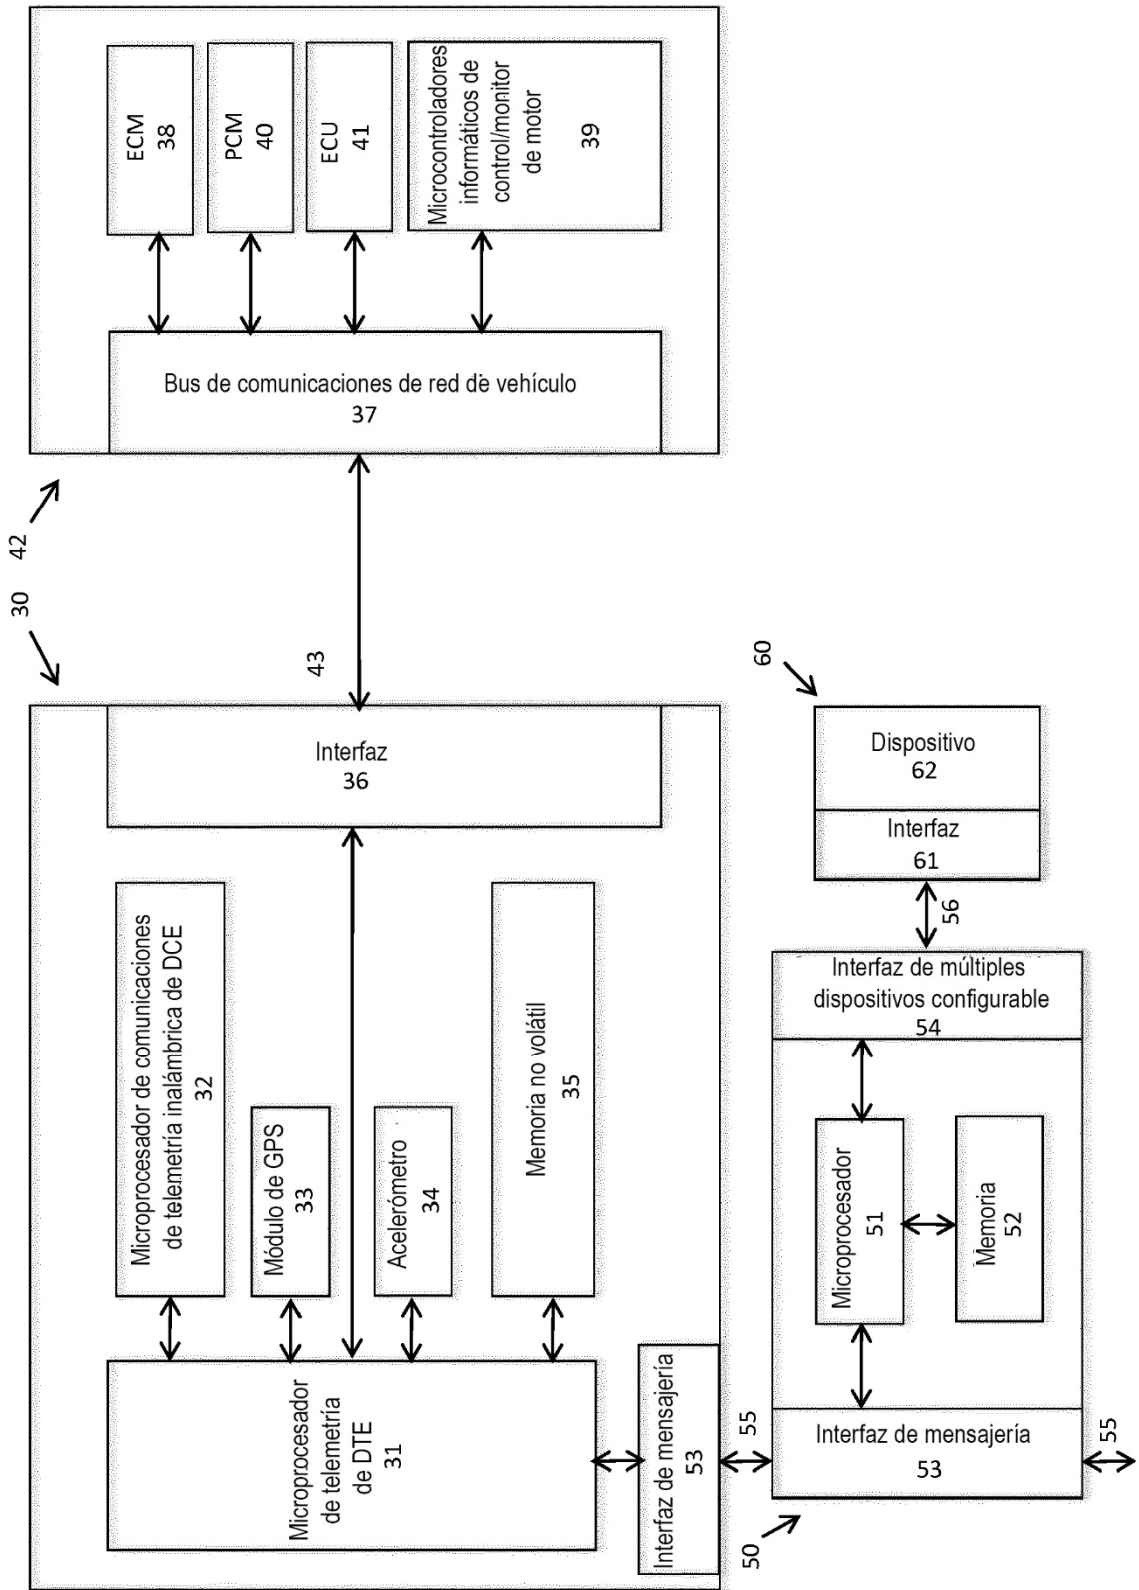 ECM
38
PCM
40
ECU
41
Microcontroladores
informáticos de
control/monitor
de motor
39
Bus de comunicaciones de red de vehículo
37
42
30
43
Interfaz
36
Microprocesador de comunicaciones
de telemetría inalámbrica de DCE
32
Módulo de GPS
33
Acelerómetro
34
Memoria no volátil
35
Microprocesador
de telemetría
de DTE
31
Interfaz de mensajería
53
55
60
Dispositivo
62
Interfaz
61
56
Interfaz de múltiples
dispositivos configurable
54
Microprocesador
51
Memoria
52
Interfaz de mensajería
53
55
50